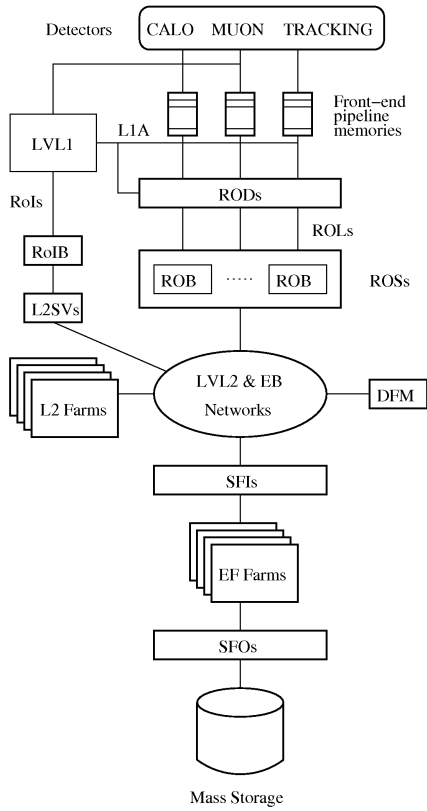 Detectors
CALO MUON TRACKING
Front-end
pipeline
memories
LVL1
L1A
RoIs
RODs
ROLs
RoIB
ROB ..... ROB
ROSs
L2SVs
LVL2 & EB
Networks
L2 Farms
DFM
SFIs
EF Farms
SFOs
Mass Storage